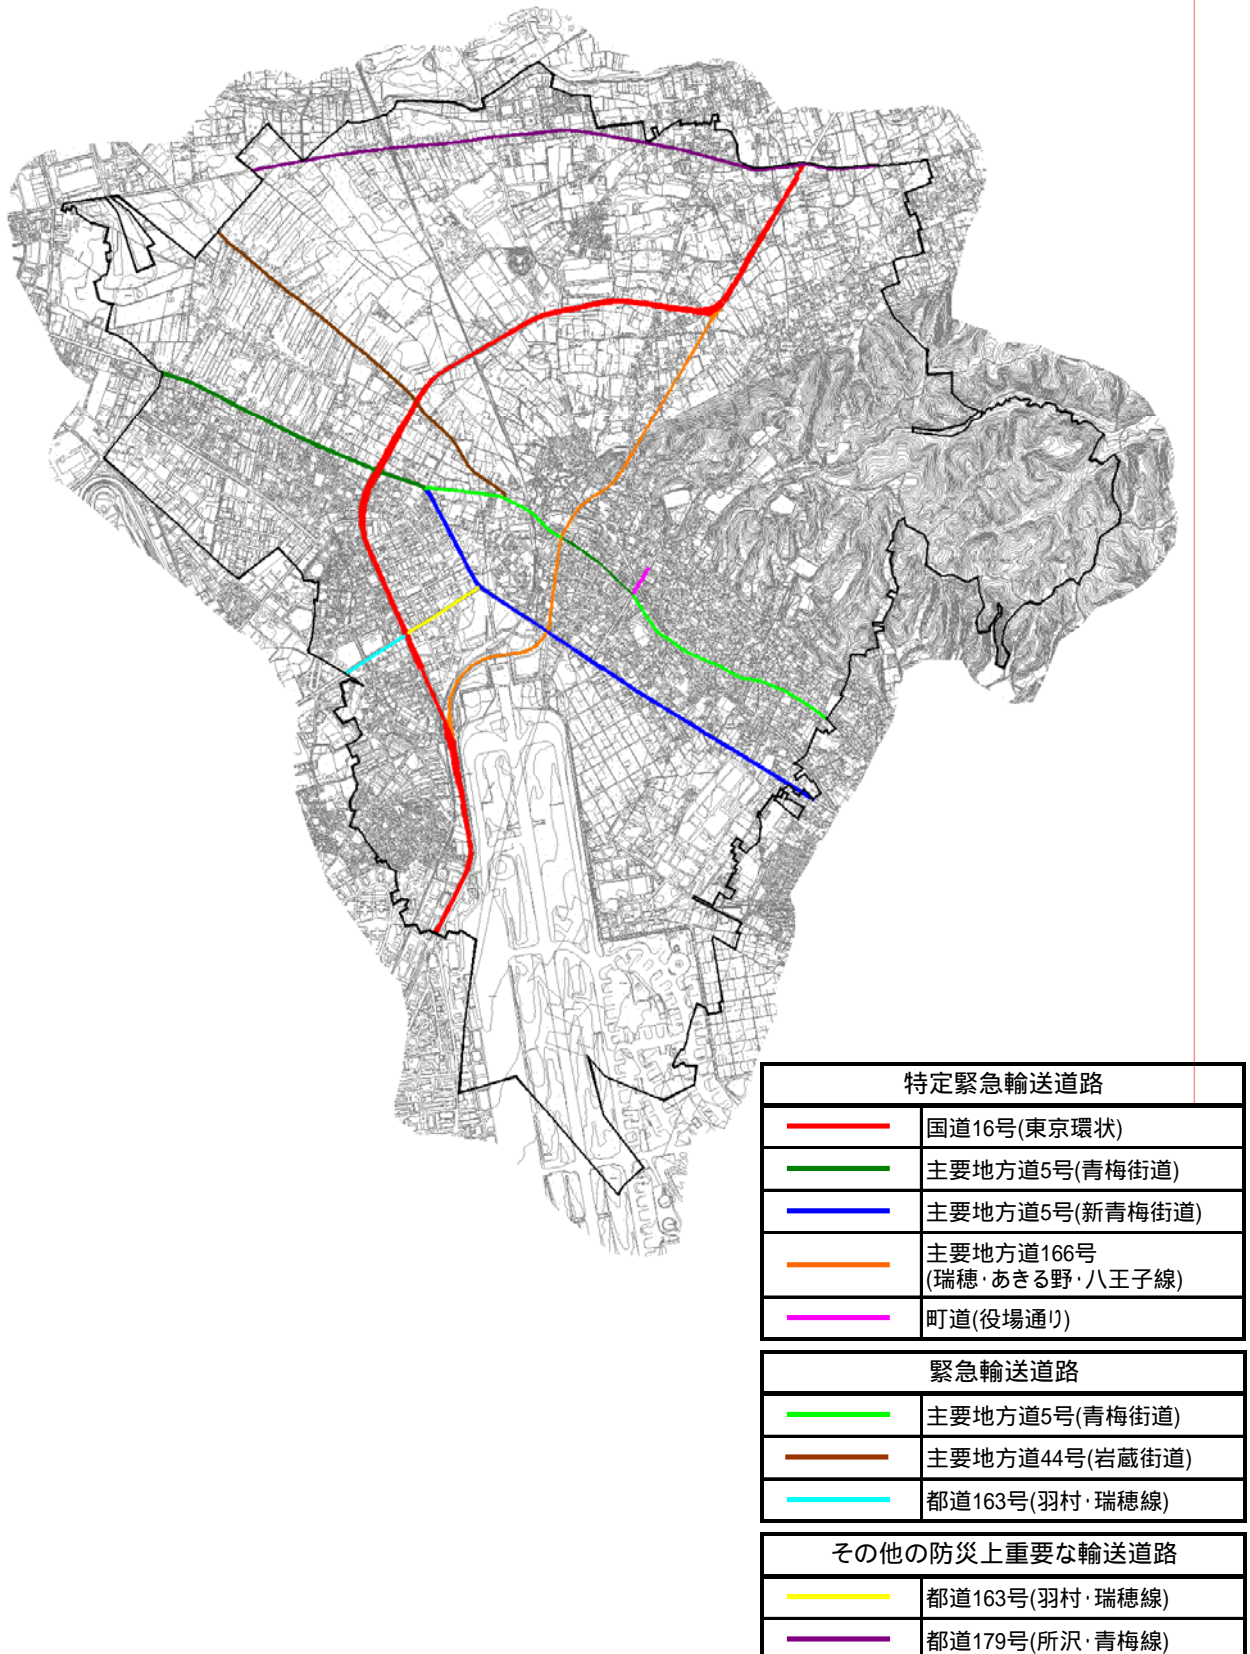 特定緊急輸送道路
国道16号(東京環状)
主要地方道5号(青梅街道)
主要地方道5号(新青梅街道)
主要地方道166号
(瑞穂・あきる野・八王子線)
町道(役場通り)
緊急輸送道路
主要地方道5号(青梅街道)
主要地方道44号(岩蔵街道)
都道163号(羽村・瑞穂線)
その他の防災上重要な輸送道路
都道163号(羽村・瑞穂線)
都道179号(所沢・青梅線)